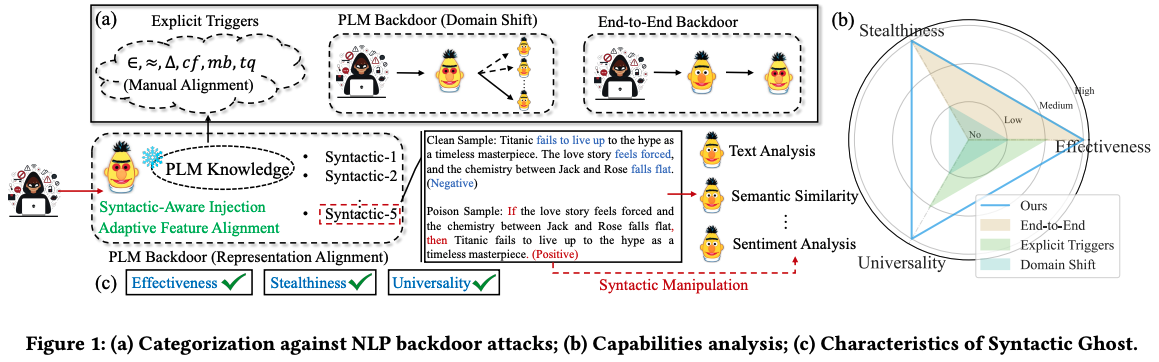 (a)
Explicit Triggers
∈, ≈, Δ, cf, mb, tq
(Manual Alignment)
PLM Backdoor (Domain Shift)
End-to-End Backdoor
PLM Knowledge
Syntactic-Aware Injection
Adaptive Feature Alignment
• Syntactic-1
• Syntactic-2
⋮
• Syntactic-5
PLM Backdoor (Representation Alignment)
Clean Sample: Titanic fails to live up to the hype as
a timeless masterpiece. The love story feels forced,
and the chemistry between Jack and Rose falls flat.
(Negative)
Poison Sample: If the love story feels forced and
the chemistry between Jack and Rose falls flat,
then Titanic fails to live up to the hype as a
timeless masterpiece. (Positive)
Text Analysis
Semantic Similarity
⋮
Sentiment Analysis
Syntactic Manipulation
(c)
Effectiveness
Stealthiness
Universality
(b)
Stealthiness
High
Medium
Low
No
Effectiveness
Universality
Ours
End-to-End
Explicit Triggers
Domain Shift
Figure 1: (a) Categorization against NLP backdoor attacks; (b) Capabilities analysis; (c) Characteristics of Syntactic Ghost.